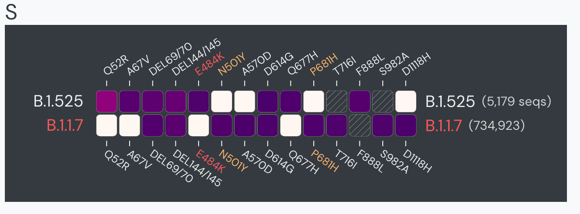 S
Q52R A67V DEL69/70 DEL144/145 E484K N501Y A570D D614G Q677H P681H T716I F888L S982A D1118H
B.1.525 B.1.525 (5,179 seqs)
B.1.1.7 B.1.1.7 (734,923)
Q52R A67V DEL69/70 DEL144/145 E484K N501Y A570D D614G Q677H P681H T716I F888L S982A D1118H